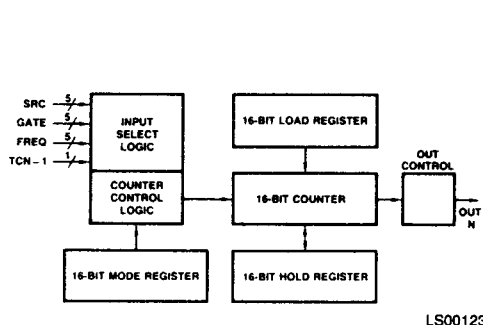 SRC 5
GATE 5
FREQ 5
TCN-1 1
INPUT
SELECT
LOGIC
COUNTER
CONTROL
LOGIC
16-BIT MODE REGISTER
16-BIT LOAD REGISTER
16-BIT COUNTER
16-BIT HOLD REGISTER
OUT
CONTROL
OUT
N
LS00123